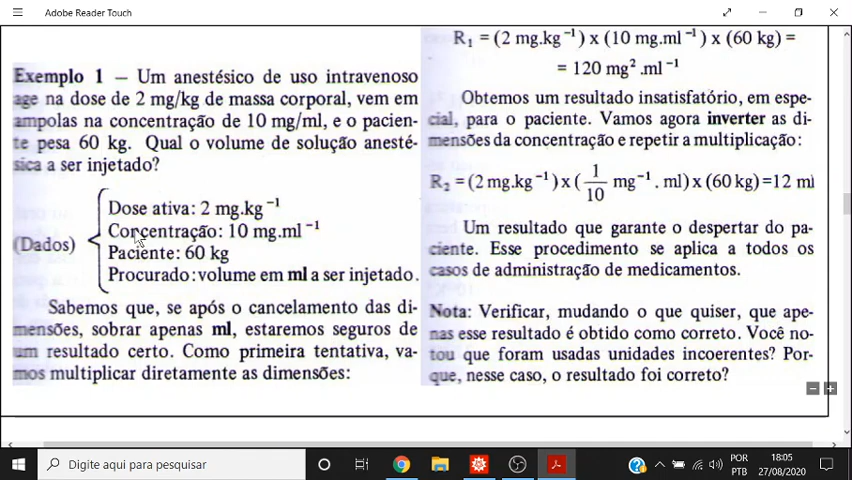 Reader Touch
Exemplo 1 – Um anestésico de uso intravenoso
age na dose de 2 mg/kg de massa corporal, vem em
ampolas na concentração de 10 mg/ml, e o pacien-
te pesa 60 kg. Qual o volume de solução anesté-
sica a ser injetado?
(Dados)
Dose ativa: 2 mg.kg⁻¹
Concentração: 10 mg.ml⁻¹
Paciente: 60 kg
Procurado: volume em ml a ser injetado.
Sabemos que, se após o cancelamento das di-
mensões, sobrar apenas ml, estaremos seguros de
um resultado certo. Como primeira tentativa, va-
mos multiplicar diretamente as dimensões:
R₁ = (2 mg.kg⁻¹) x (10 mg.ml⁻¹) x (60 kg) =
= 120 mg².ml⁻¹
Obtemos um resultado insatisfatório, em espe-
cial, para o paciente. Vamos agora inverter as di-
mensões da concentração e repetir a multiplicação:
R₂ = (2 mg.kg⁻¹) x (1/10 mg⁻¹. ml) x (60 kg) = 12 ml
Um resultado que garante o despertar do pa-
ciente. Esse procedimento se aplica a todos os
casos de administração de medicamentos.
Nota: Verificar, mudando o que quiser, que ape-
nas esse resultado é obtido como correto. Você no-
tou que foram usadas unidades incoerentes? Por-
que, nesse caso, o resultado foi correto?
Digite aqui para pesquisar
POR
PTB
18:05
27/08/2020